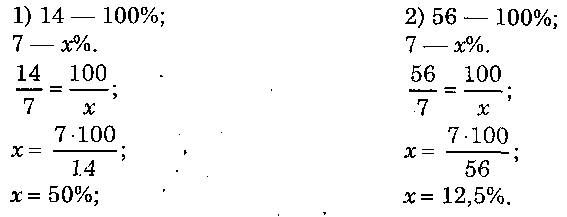 1) 14 — 100%;
7 — x%.
14/7 = 100/x;
x = 7·100/14;
x = 50%;
2) 56 — 100%;
7 — x%.
56/7 = 100/x;
x = 7·100/56;
x = 12,5%.